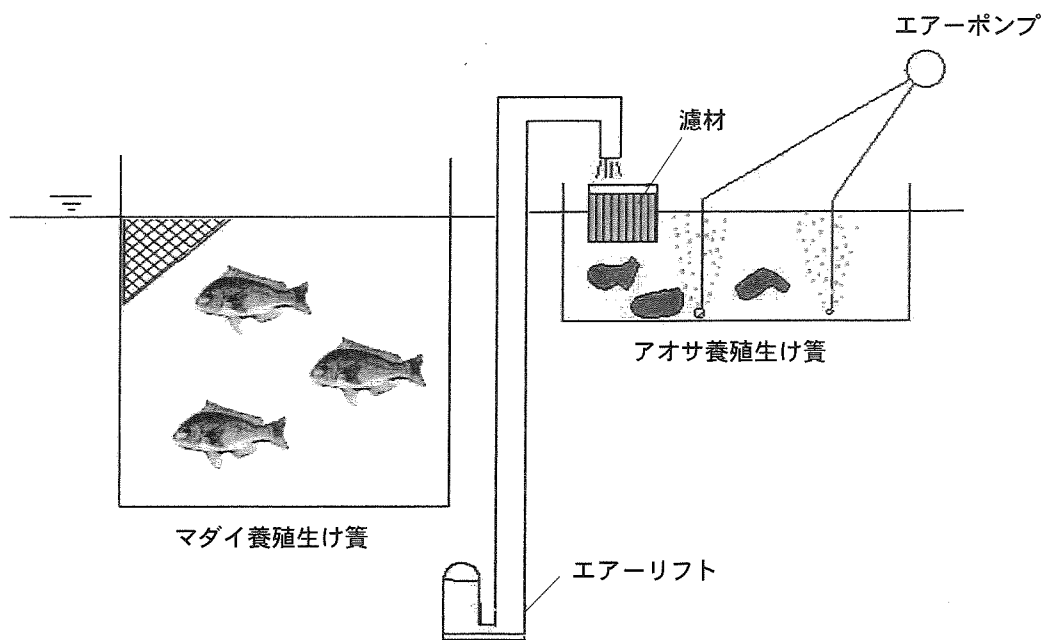 エアーポンプ
濾材
アオサ養殖生け簀
マダイ養殖生け簀
エアーリフト